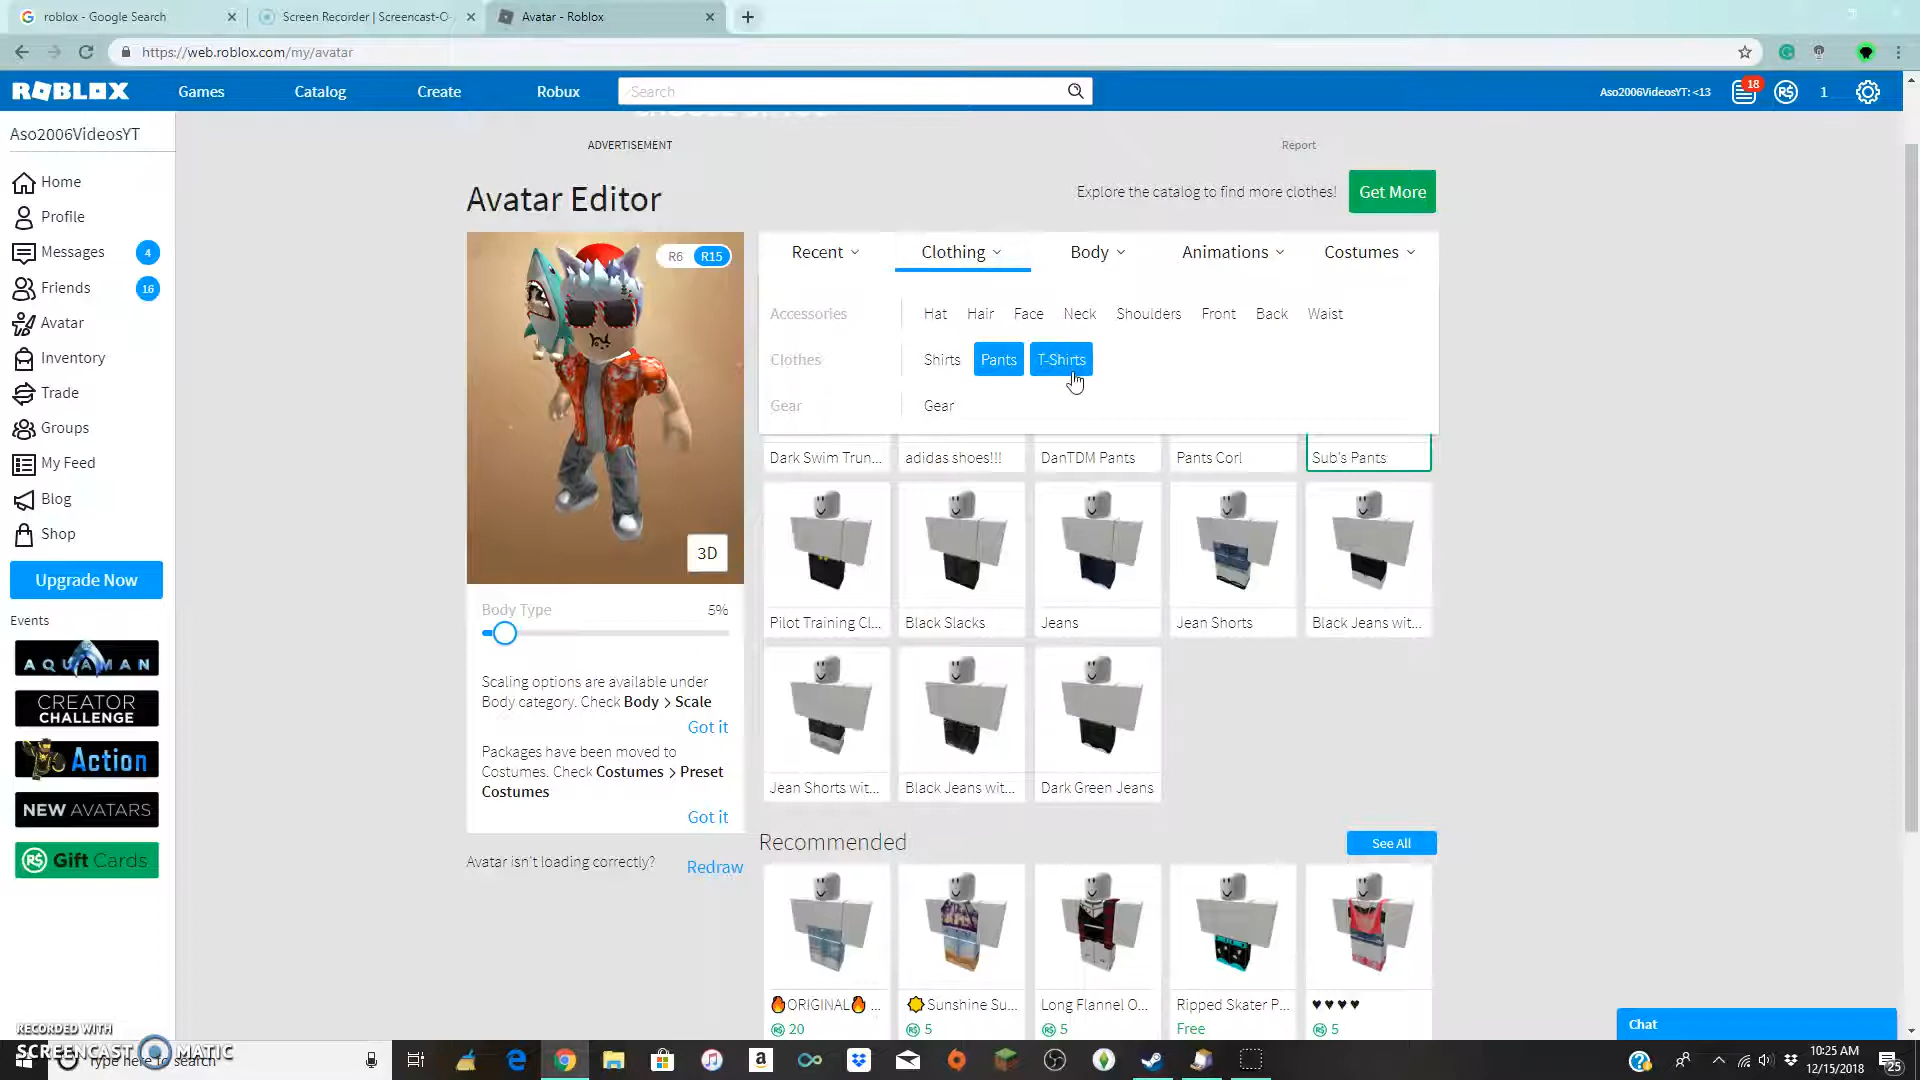 roblox - Google Search
Screen Recorder | Screencast-O
Avatar - Roblox
https://web.roblox.com/my/avatar
ROBLOX
Games
Catalog
Create
Robux
Search
Aso2006VideosYT: <13
18
R$
1
Aso2006VideosYT
ADVERTISEMENT
Report
Home
Profile
Messages
4
Friends
16
Avatar
Inventory
Trade
Groups
My Feed
Blog
Shop
Upgrade Now
Events
AQUAMAN
CREATOR
CHALLENGE
Action
NEW AVATARS
R$ Gift Cards
Avatar Editor
Explore the catalog to find more clothes!
Get More
R6
R15
3D
Body Type
5%
Scaling options are available under
Body category. Check Body > Scale
Got it
Packages have been moved to
Costumes. Check Costumes > Preset
Costumes
Got it
Avatar isn't loading correctly?
Redraw
Recent
Clothing
Body
Animations
Costumes
Accessories
Hat Hair Face Neck Shoulders Front Back Waist
Clothes
Shirts Pants T-Shirts
Gear
Gear
Dark Swim Trun...
adidas shoes!!!
DanTDM Pants
Pants Corl
Sub's Pants
Pilot Training Cl...
Black Slacks
Jeans
Jean Shorts
Black Jeans wit...
Jean Shorts wit...
Black Jeans wit...
Dark Green Jeans
Recommended
See All
🔥ORIGINAL🔥 ...
Sunshine Su...
Long Flannel O...
Ripped Skater P...
♥♥♥♥
R$ 20
R$ 5
R$ 5
Free
R$ 5
Chat
RECORDED WITH
SCREENCAST MATIC
Type here to search
10:25 AM
12/15/2018
25